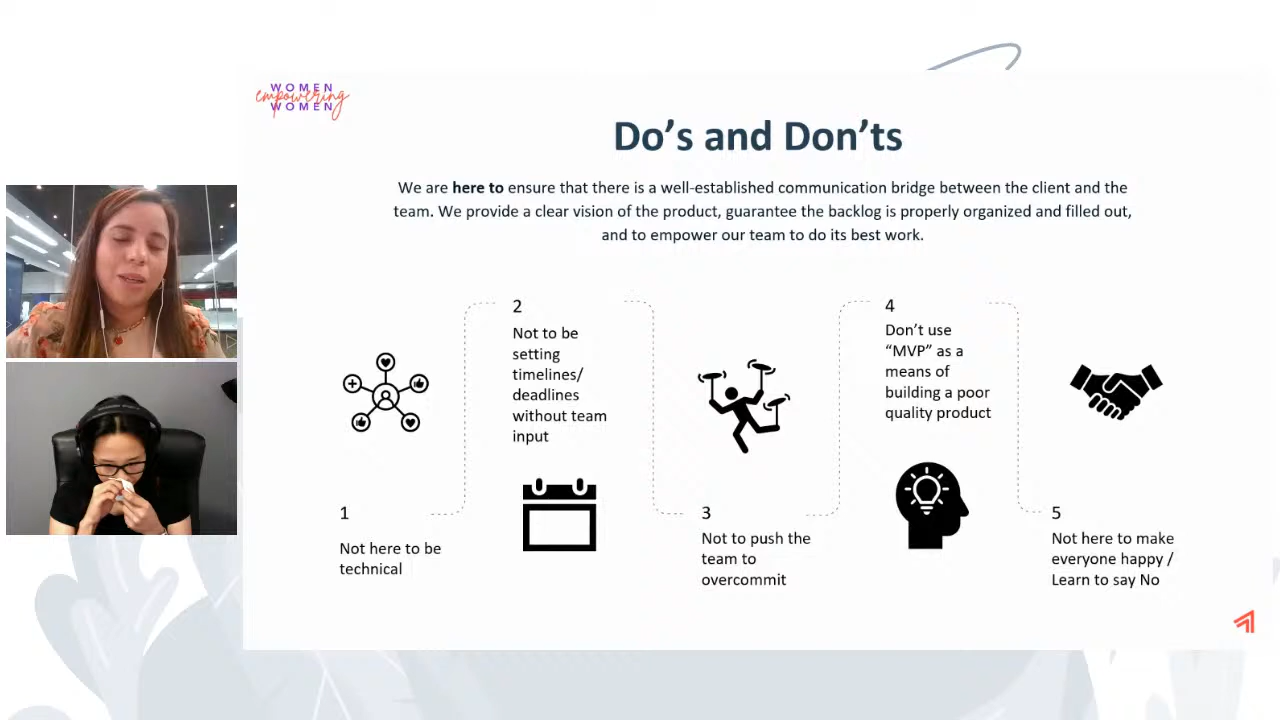 WOMEN
empowering
WOMEN
Do’s and Don’ts
We are here to ensure that there is a well-established communication bridge between the client and the
team. We provide a clear vision of the product, guarantee the backlog is properly organized and filled out,
and to empower our team to do its best work.
1
Not here to be
technical
2
Not to be
setting
timelines/
deadlines
without team
input
3
Not to push the
team to
overcommit
4
Don’t use
“MVP” as a
means of
building a poor
quality product
5
Not here to make
everyone happy /
Learn to say No